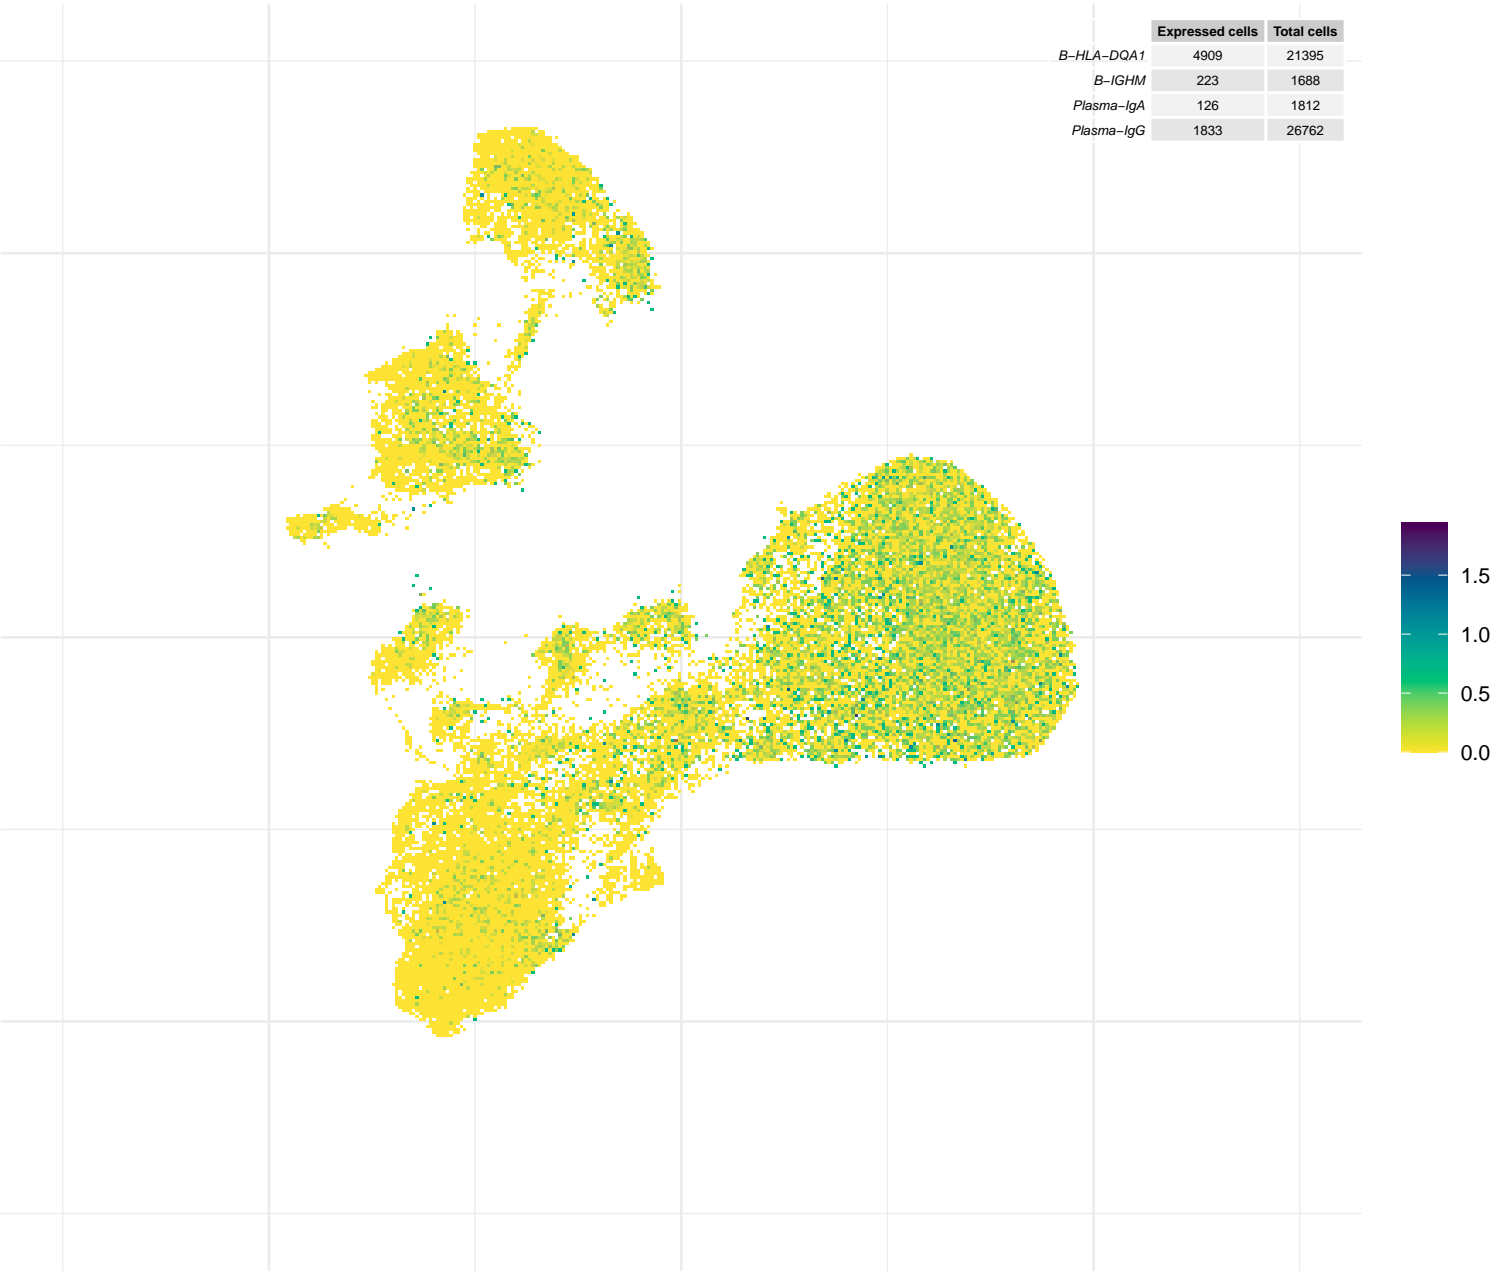 Expressed cells Total cells
B−HLA−DQA1 4909 21395
B−IGHM 223 1688
Plasma−IgA 126 1812
Plasma−IgG 1833 26762
1.5
1.0
0.5
0.0